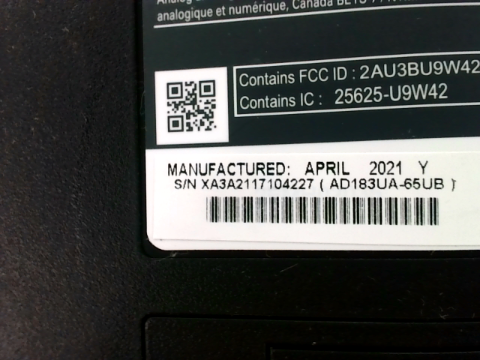 analogique et numérique, Canada
Contains FCC ID : 2AU3BU9W42
Contains IC : 25625-U9W42
MANUFACTURED: APRIL 2021 Y
S/N XA3A2117104227 ( AD183UA-65UB )